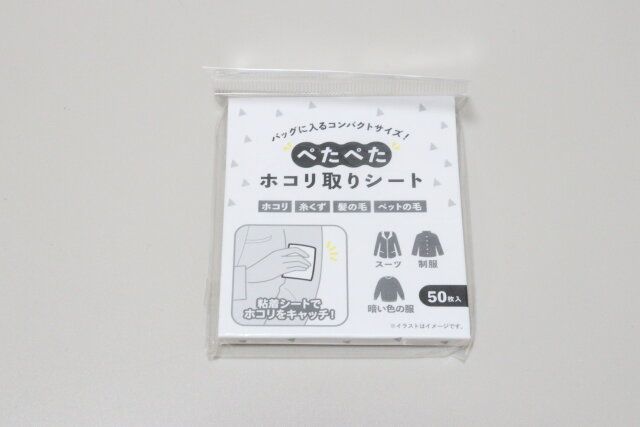 バッグに入るコンパクトサイズ!
ぺたぺた
ホコリ取りシート
ホコリ 糸くず 髪の毛 ペットの毛
スーツ 制服
暗い色の服
粘着シートで
ホコリをキャッチ!
50枚入
※イラストはイメージです。